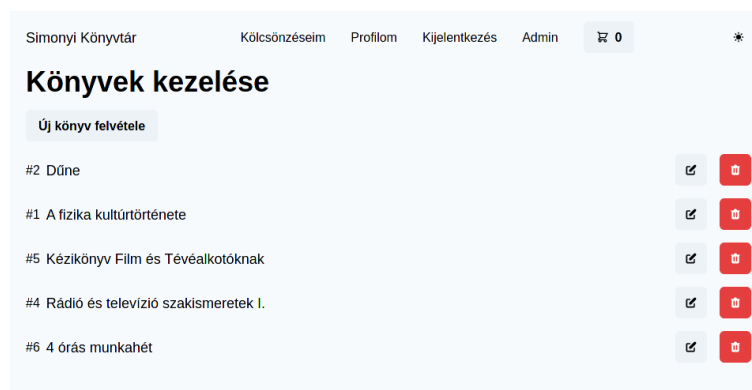 Simonyi Könyvtár Kölcsönzéseim Profilom Kijelentkezés Admin 0
Könyvek kezelése
Új könyv felvétele
#2 Dűne
#1 A fizika kultúrtörténete
#5 Kézikönyv Film és Tévéalkotóknak
#4 Rádió és televízió szakismeretek I.
#6 4 órás munkahét